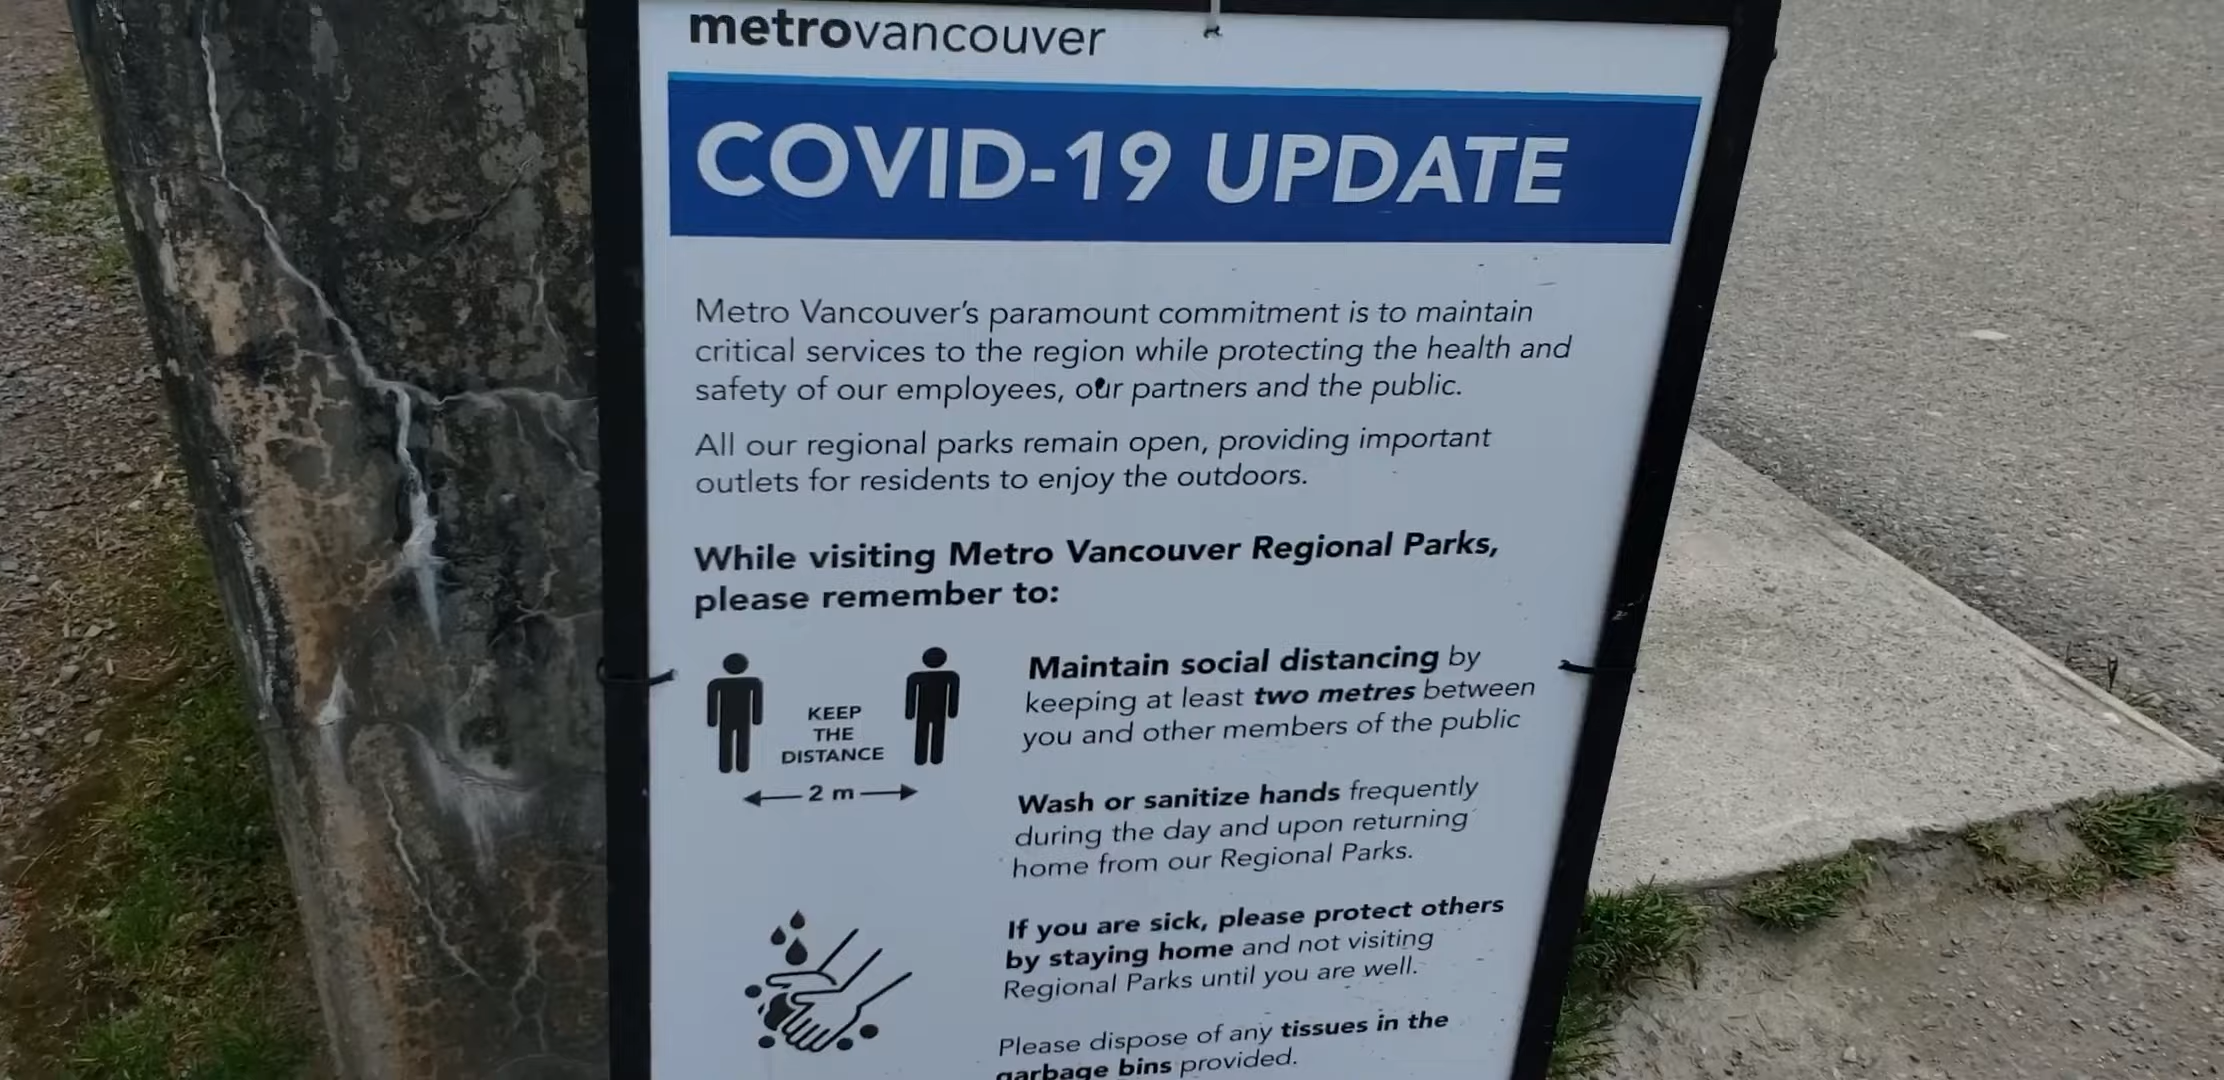 metrovancouver
COVID-19 UPDATE
Metro Vancouver's paramount commitment is to maintain
critical services to the region while protecting the health and
safety of our employees, our partners and the public.
All our regional parks remain open, providing important
outlets for residents to enjoy the outdoors.
While visiting Metro Vancouver Regional Parks,
please remember to:
KEEP
THE
DISTANCE
2 m
Maintain social distancing by
keeping at least two metres between
you and other members of the public
Wash or sanitize hands frequently
during the day and upon returning
home from our Regional Parks.
If you are sick, please protect others
by staying home and not visiting
Regional Parks until you are well.
Please dispose of any tissues in the
garbage bins provided.